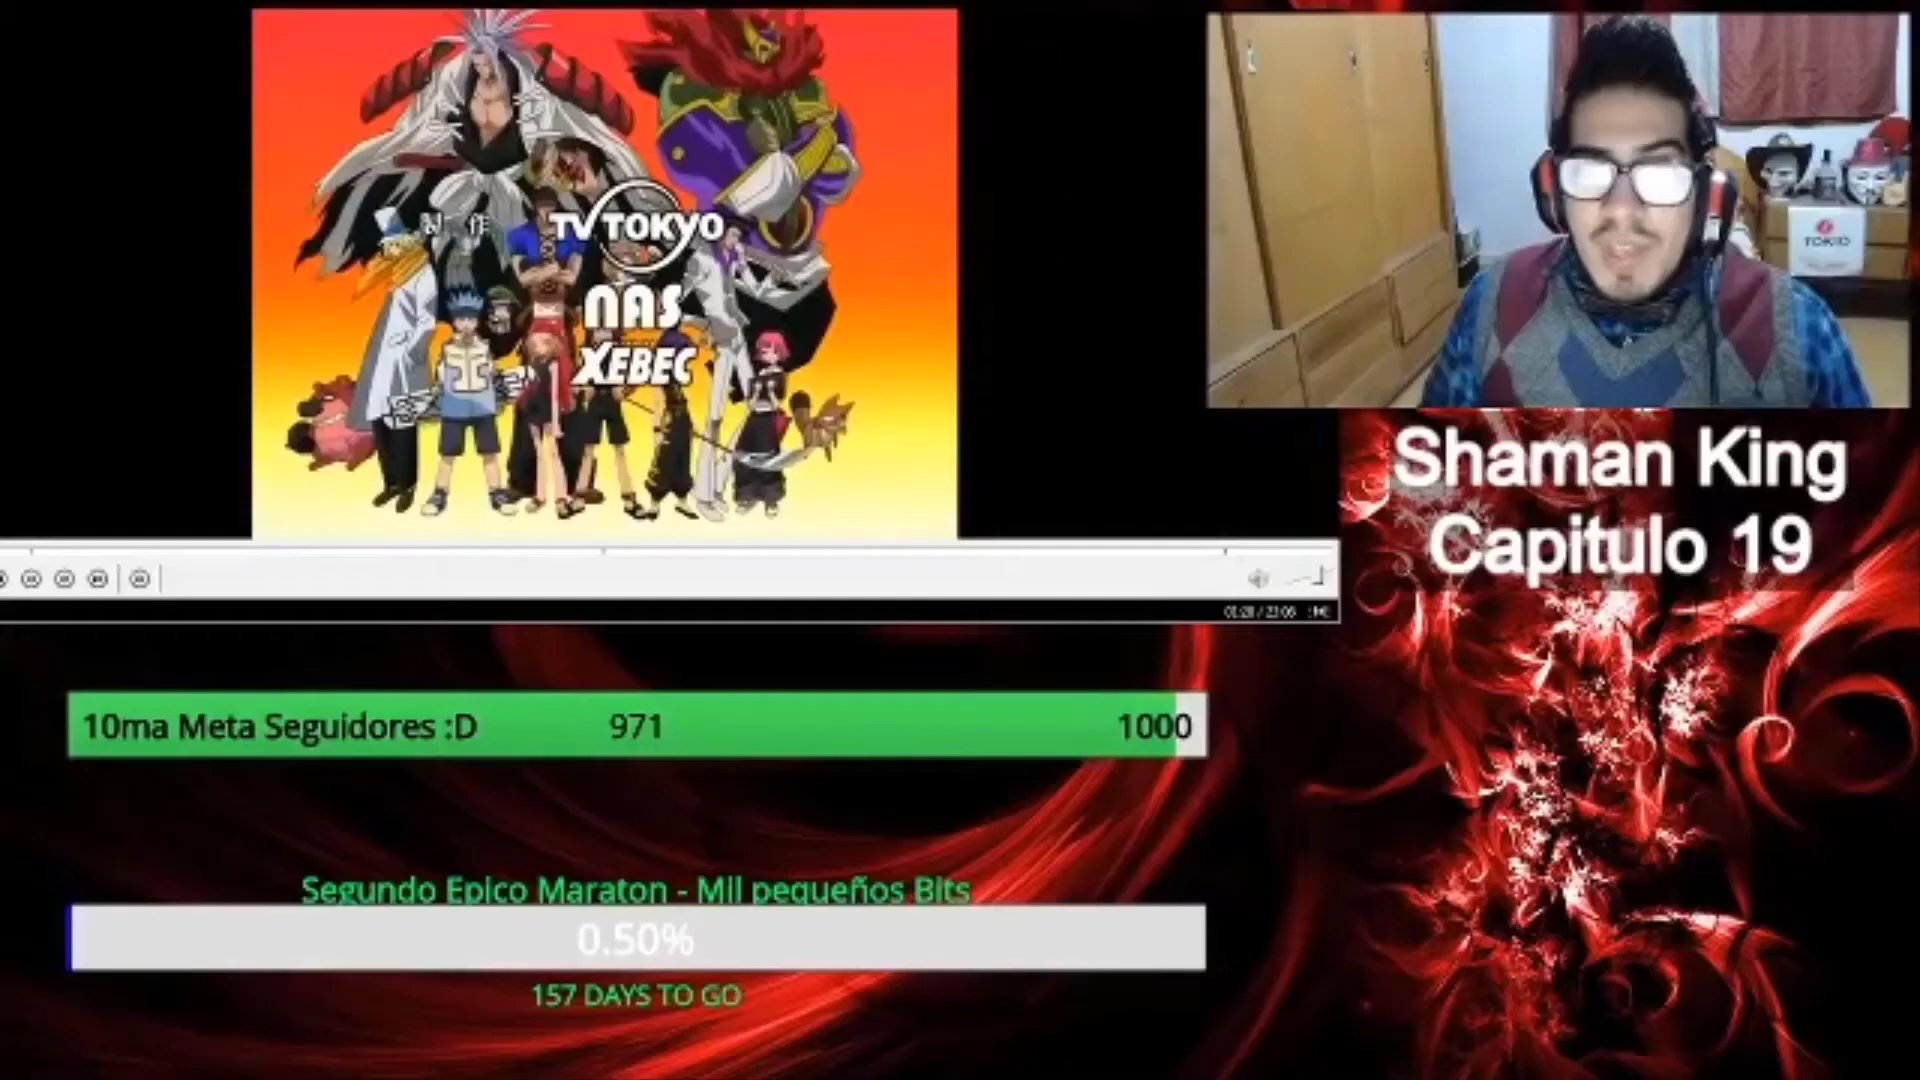 製作
TV TOKYO
NAS
XEBEC
TOKIO
Shaman King
Capitulo 19
10ma Meta Seguidores :D 971 1000
Segundo Epico Maraton - Mil pequeños Bits
0.50%
157 DAYS TO GO